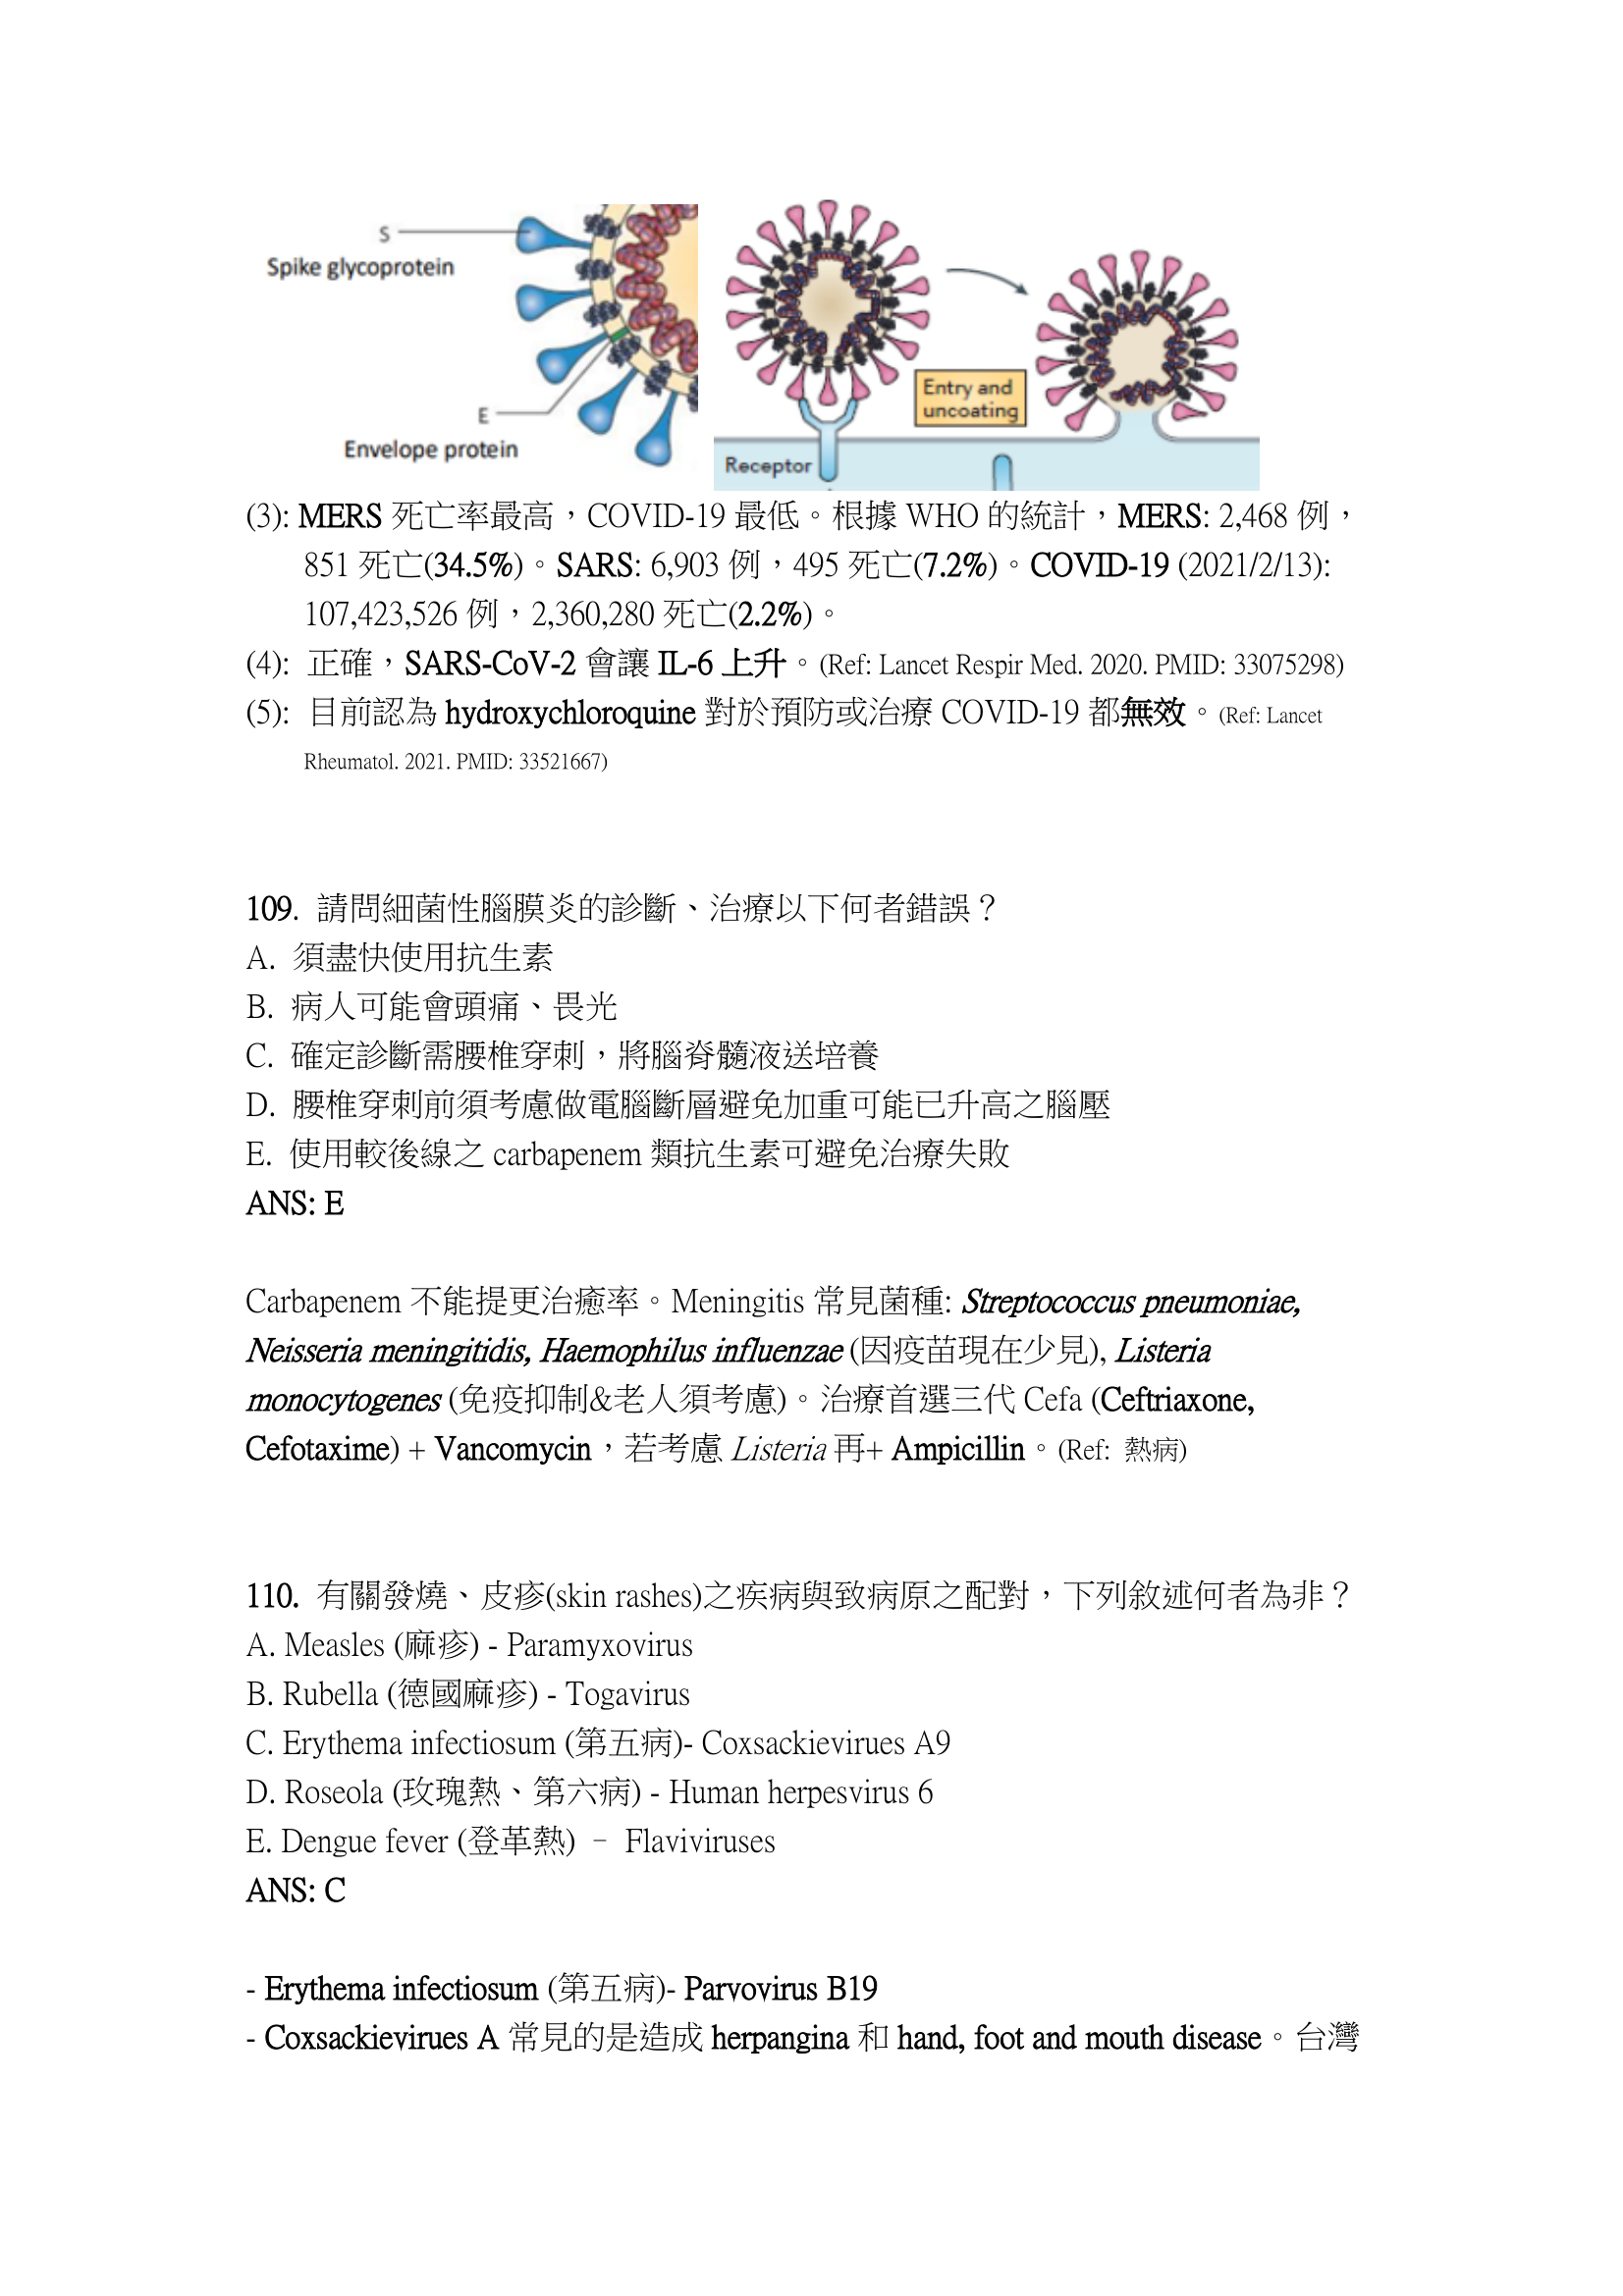 S
Spike glycoprotein
E
Envelope protein
Entry and
uncoating
Receptor
(3): MERS 死亡率最高，COVID-19 最低。根據 WHO 的統計，MERS: 2,468 例，
851 死亡(34.5%)。SARS: 6,903 例，495 死亡(7.2%)。COVID-19 (2021/2/13):
107,423,526 例，2,360,280 死亡(2.2%)。
(4): 正確，SARS-CoV-2 會讓 IL-6 上升。(Ref: Lancet Respir Med. 2020. PMID: 33075298)
(5): 目前認為 hydroxychloroquine 對於預防或治療 COVID-19 都無效。(Ref: Lancet
Rheumatol. 2021. PMID: 33521667)
109. 請問細菌性腦膜炎的診斷、治療以下何者錯誤？
A. 須盡快使用抗生素
B. 病人可能會頭痛、畏光
C. 確定診斷需腰椎穿刺，將腦脊髓液送培養
D. 腰椎穿刺前須考慮做電腦斷層避免加重可能已升高之腦壓
E. 使用較後線之 carbapenem 類抗生素可避免治療失敗
ANS: E
Carbapenem 不能提更治癒率。Meningitis 常見菌種: Streptococcus pneumoniae,
Neisseria meningitidis, Haemophilus influenzae (因疫苗現在少見), Listeria
monocytogenes (免疫抑制&老人須考慮)。治療首選三代 Cefa (Ceftriaxone,
Cefotaxime) + Vancomycin，若考慮 Listeria 再+ Ampicillin。(Ref: 熱病)
110. 有關發燒、皮疹(skin rashes)之疾病與致病原之配對，下列敘述何者為非？
A. Measles (麻疹) - Paramyxovirus
B. Rubella (德國麻疹) - Togavirus
C. Erythema infectiosum (第五病)- Coxsackievirues A9
D. Roseola (玫瑰熱、第六病) - Human herpesvirus 6
E. Dengue fever (登革熱) – Flaviviruses
ANS: C
- Erythema infectiosum (第五病)- Parvovirus B19
- Coxsackievirues A 常見的是造成 herpangina 和 hand, foot and mouth disease。台灣